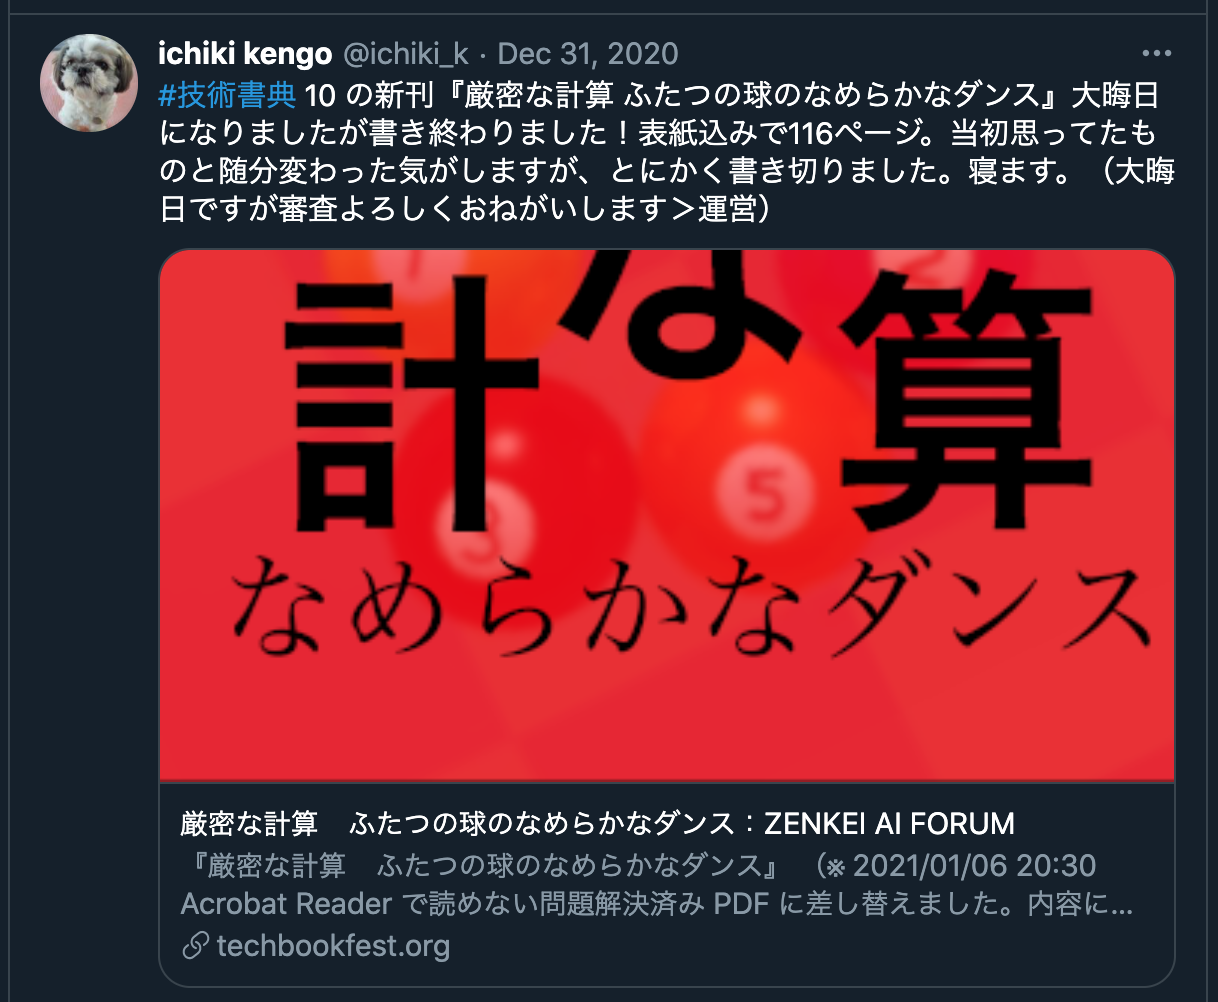 ichiki kengo @ichiki_k · Dec 31, 2020
#技術書典 10 の新刊『厳密な計算 ふたつの球のなめらかなダンス』大晦日
になりましたが書き終わりました！表紙込みで116ページ。当初思ってたも
のと随分変わった気がしますが、とにかく書き切りました。寝ます。（大晦
日ですが審査よろしくおねがいします＞運営）
1 2
計な算
3 5
なめらかなダンス
厳密な計算　ふたつの球のなめらかなダンス：ZENKEI AI FORUM
『厳密な計算　ふたつの球のなめらかなダンス』 （※ 2021/01/06 20:30
Acrobat Reader で読めない問題解決済み PDF に差し替えました。内容に...
techbookfest.org